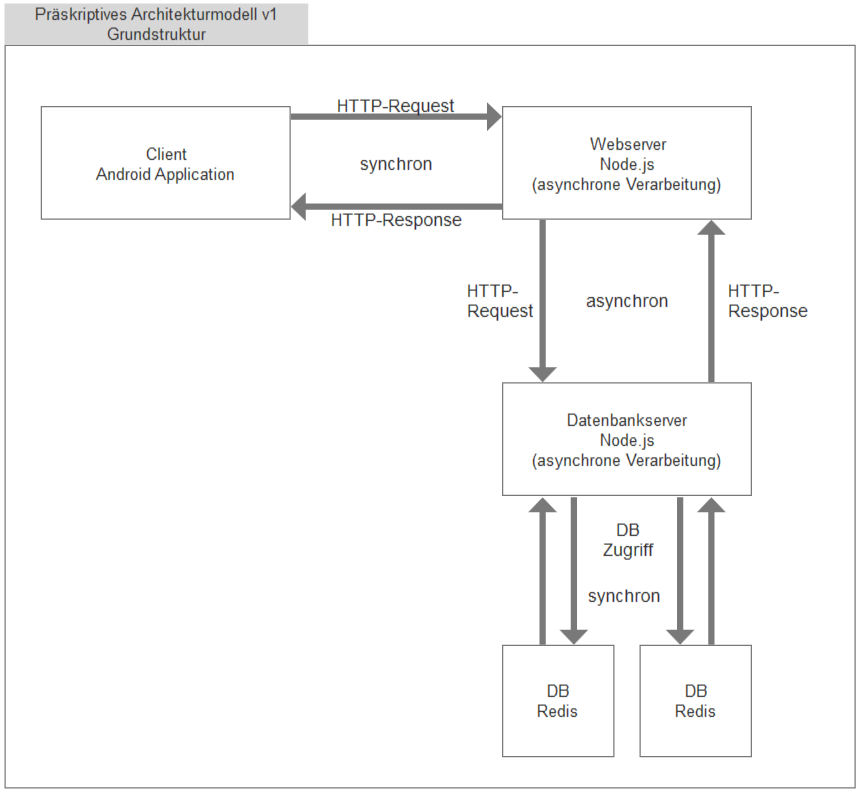 Präskriptives Architekturmodell v1
Grundstruktur
HTTP-Request
Client
Android Application
synchron
Webserver
Node.js
(asynchrone Verarbeitung)
HTTP-Response
HTTP-
Request
asynchron
HTTP-
Response
Datenbankserver
Node.js
(asynchrone Verarbeitung)
DB
Zugriff
synchron
DB
Redis
DB
Redis